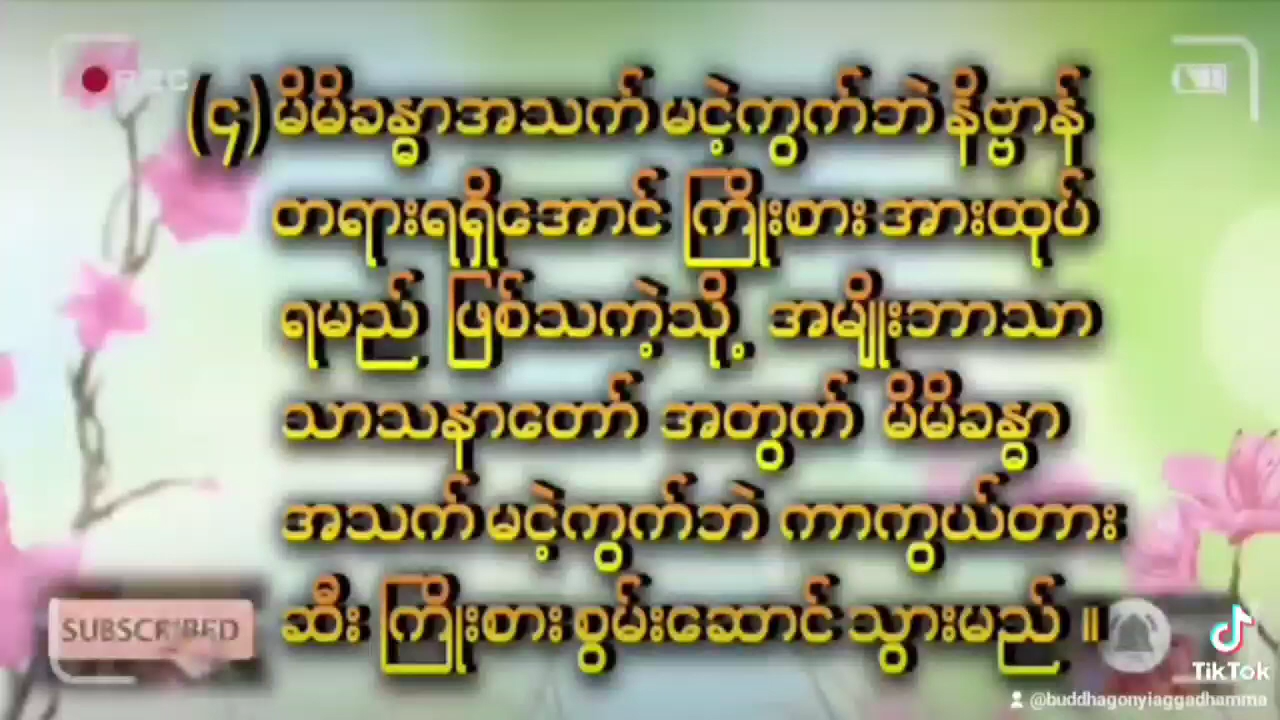 REC
(၄) မိမိခန္ဓာအသက် မငဲ့ကွက်ဘဲ နိဗ္ဗာန်
တရားရရှိအောင် ကြိုးစား အားထုပ်
ရမည် ဖြစ်သကဲ့သို့ အမျိုးဘာသာ
သာသနာတော် အတွက် မိမိခန္ဓာ
အသက် မငဲ့ကွက်ဘဲ ကာကွယ်တား
ဆီး ကြိုးစား စွမ်းဆောင် သွားမည် ။
SUBSCRIBED
TikTok
@buddhagonyiaggadhamma